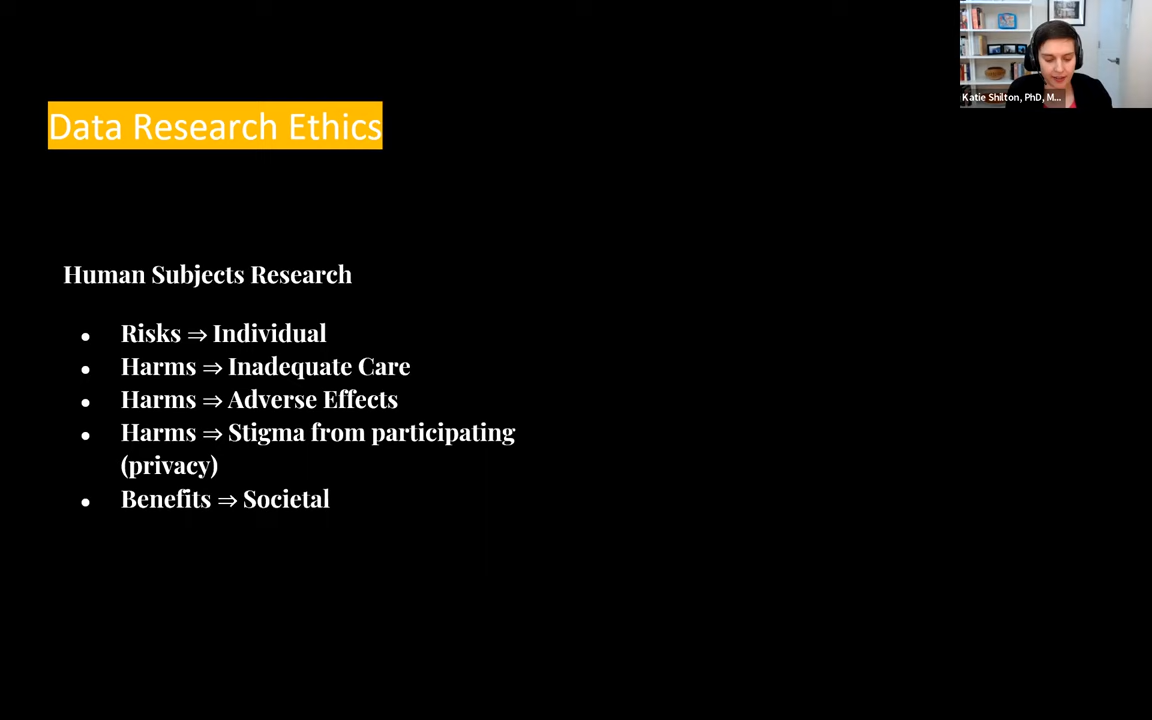 Katie Shilton, PhD, M...
Data Research Ethics
Human Subjects Research
● Risks ⇒ Individual
● Harms ⇒ Inadequate Care
● Harms ⇒ Adverse Effects
● Harms ⇒ Stigma from participating
(privacy)
● Benefits ⇒ Societal